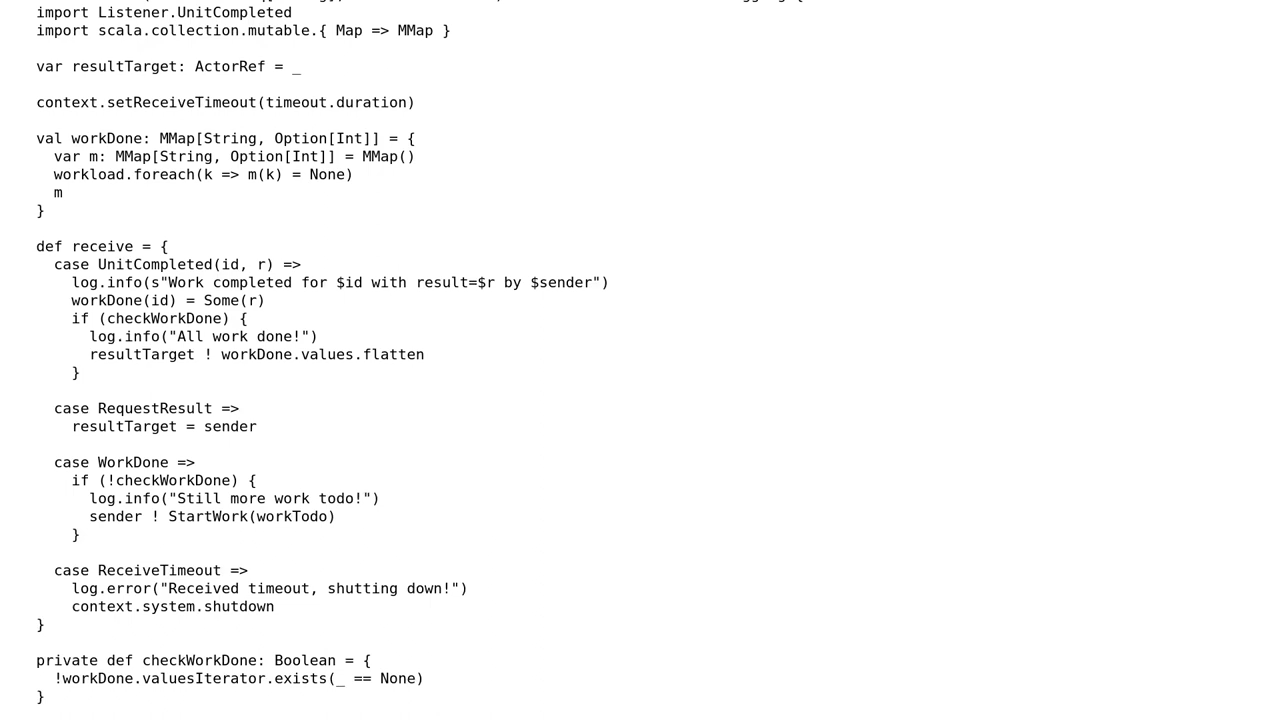 import Listener.UnitCompleted
import scala.collection.mutable.{ Map => MMap }
var resultTarget: ActorRef = _
context.setReceiveTimeout(timeout.duration)
val workDone: MMap[String, Option[Int]] = {
var m: MMap[String, Option[Int]] = MMap()
workload.foreach(k => m(k) = None)
m
}
def receive = {
case UnitCompleted(id, r) =>
log.info(s"Work completed for $id with result=$r by $sender")
workDone(id) = Some(r)
if (checkWorkDone) {
log.info("All work done!")
resultTarget ! workDone.values.flatten
}
case RequestResult =>
resultTarget = sender
case WorkDone =>
if (!checkWorkDone) {
log.info("Still more work todo!")
sender ! StartWork(workTodo)
}
case ReceiveTimeout =>
log.error("Received timeout, shutting down!")
context.system.shutdown
}
private def checkWorkDone: Boolean = {
!workDone.valuesIterator.exists(_ == None)
}